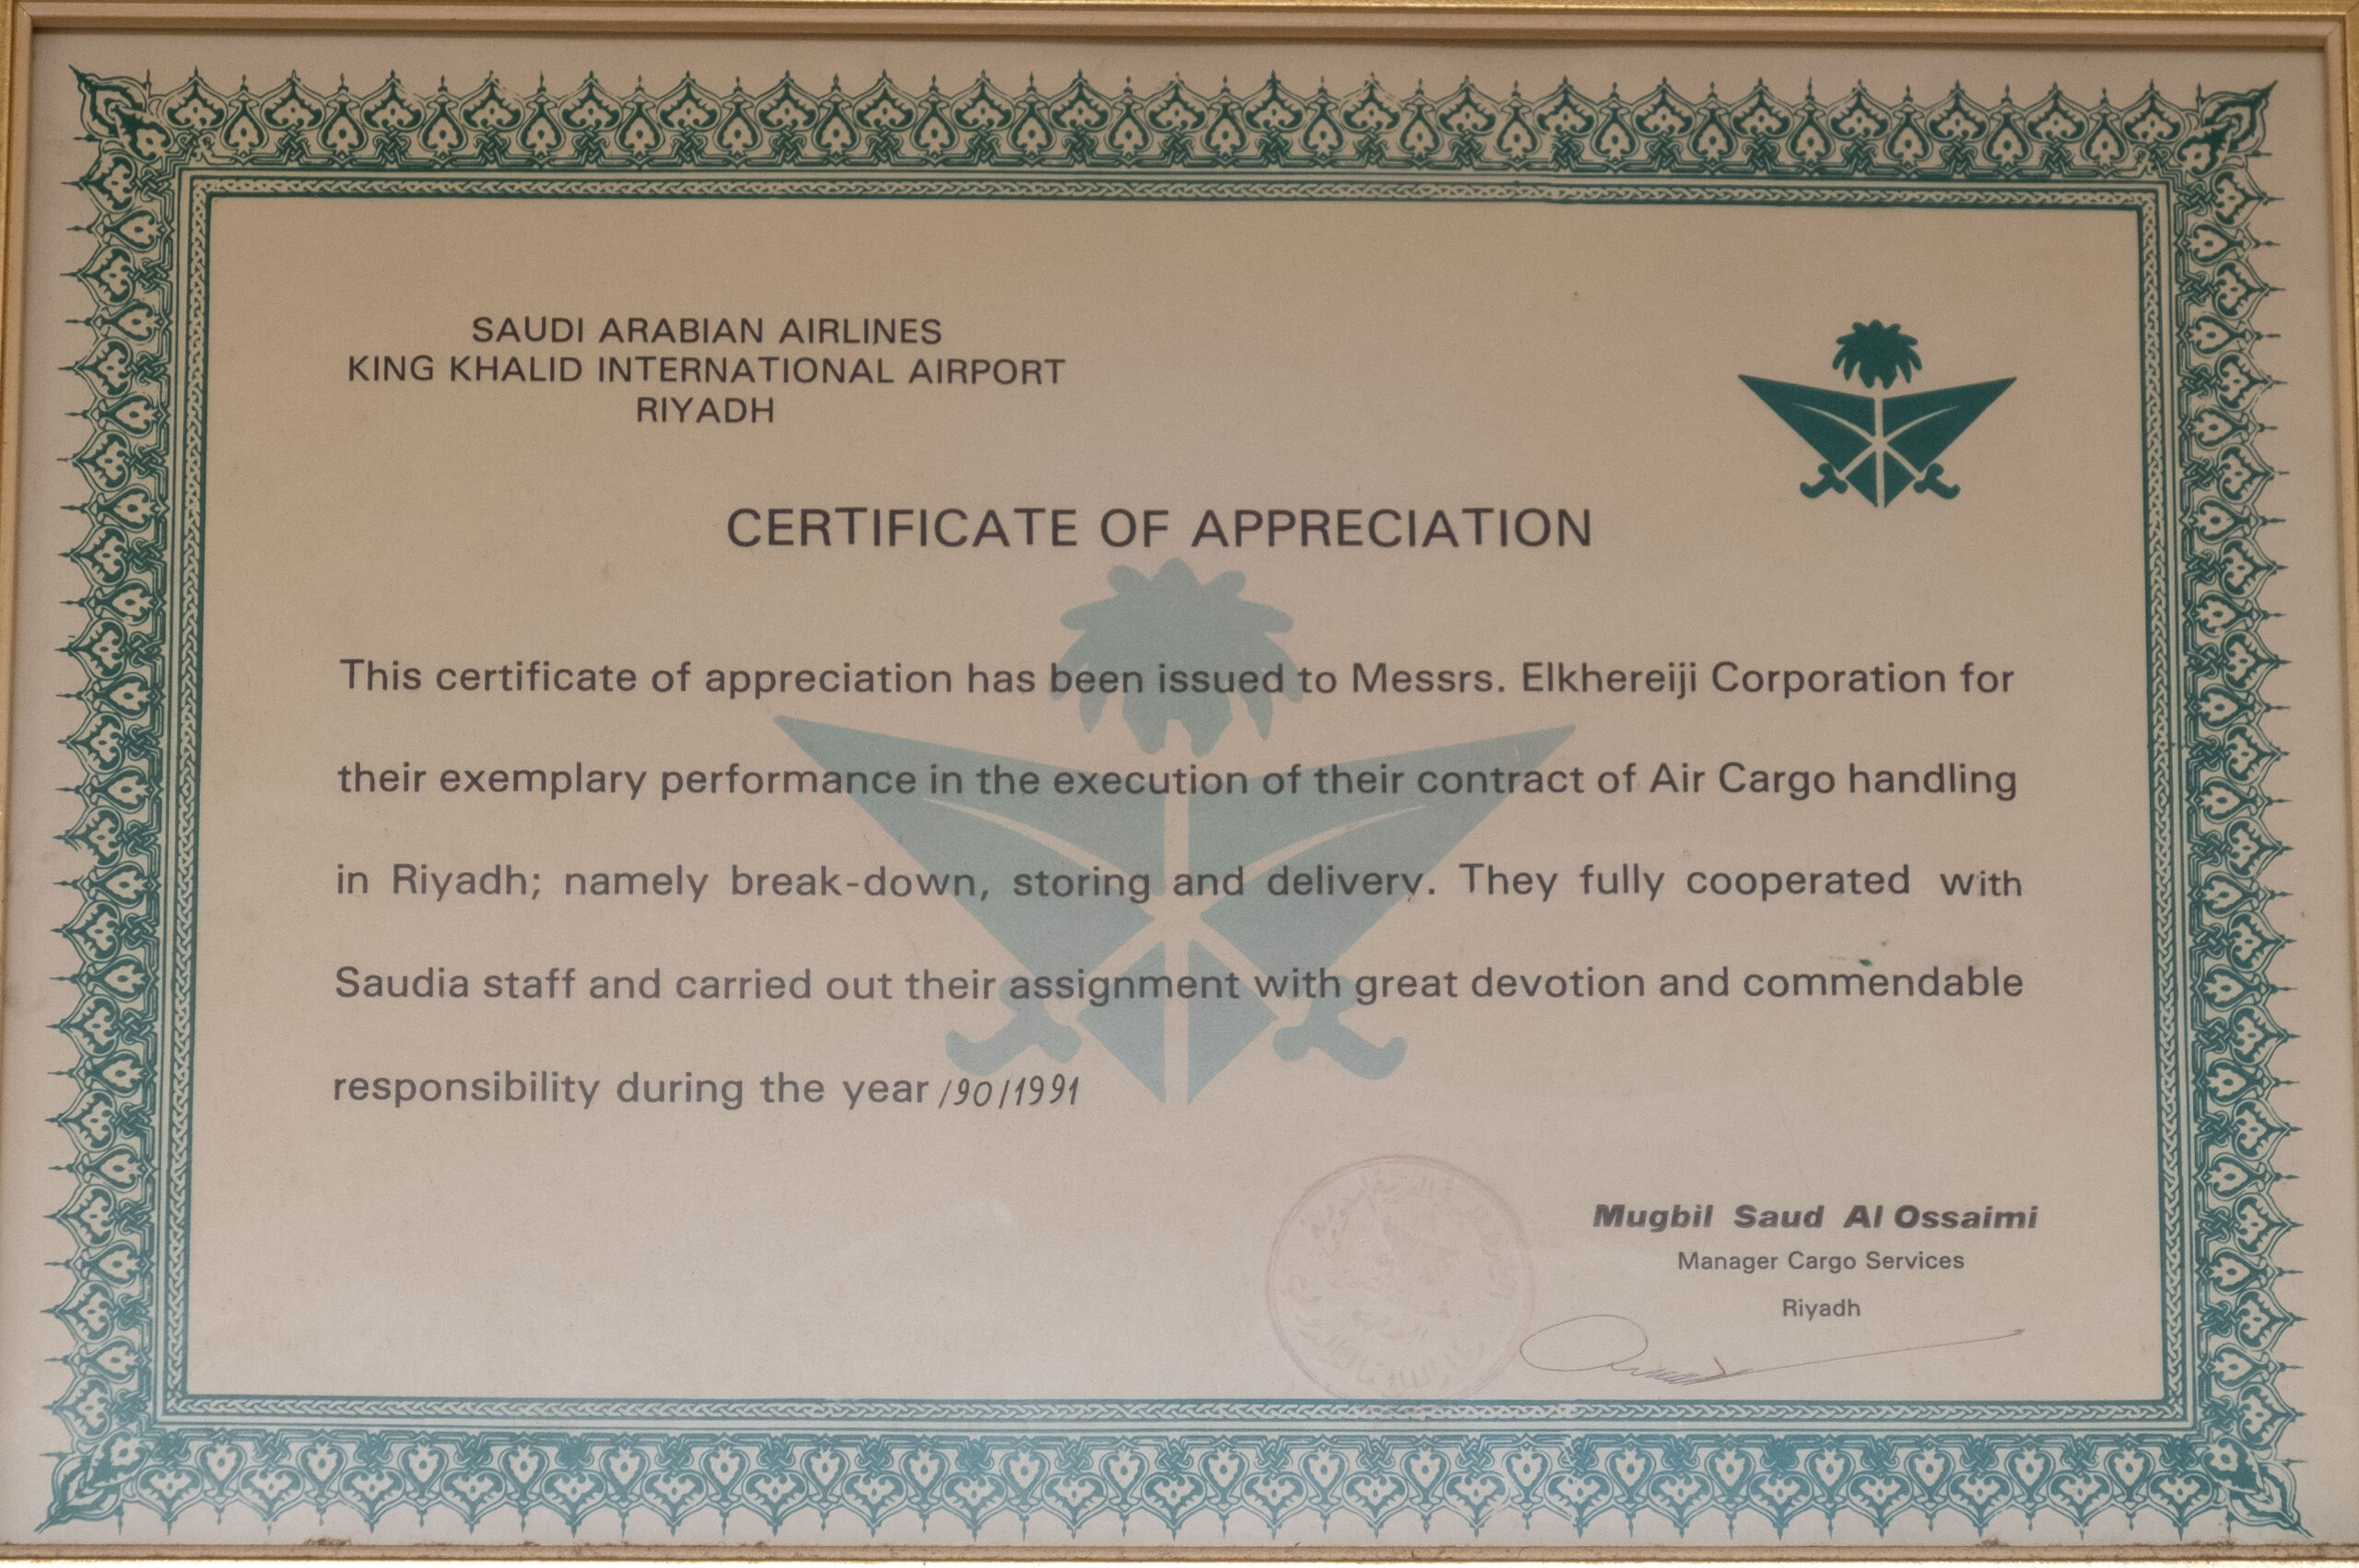 SAUDI ARABIAN AIRLINES
KING KHALID INTERNATIONAL AIRPORT
RIYADH
CERTIFICATE OF APPRECIATION
This certificate of appreciation has been issued to Messrs. Elkhereiji Corporation for
their exemplary performance in the execution of their contract of Air Cargo handling
in Riyadh; namely break-down, storing and delivery. They fully cooperated with
Saudia staff and carried out their assignment with great devotion and commendable
responsibility during the year /90/1991
Mugbil Saud Al Ossaimi
Manager Cargo Services
Riyadh